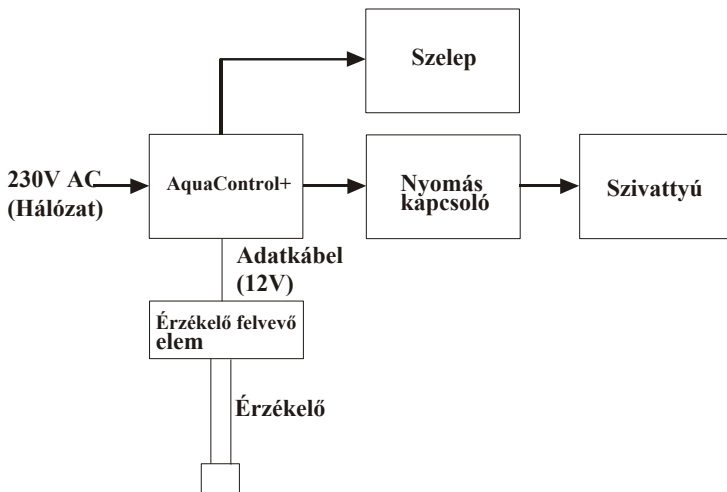 Szelep
230V AC
(Hálózat)
AquaControl+
Nyomás
kapcsoló
Szivattyú
Adatkábel
(12V)
Érzékelő felvevő
elem
Érzékelő